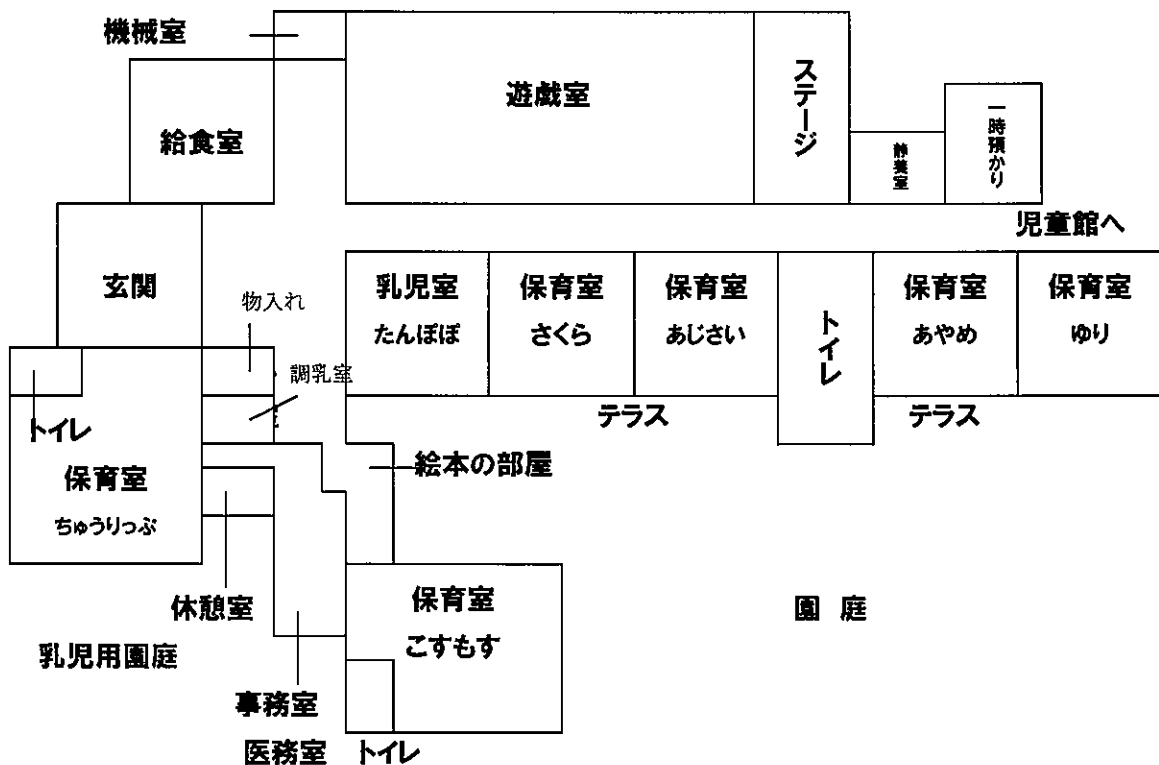 機械室
遊戯室
ステージ
一時預かり
給食室
静養室
児童館へ
玄関
物入れ
乳児室
たんぽぽ
保育室
さくら
保育室
あじさい
トイレ
保育室
あやめ
保育室
ゆり
調乳室
テラス
テラス
トイレ
保育室
ちゅうりっぷ
絵本の部屋
休憩室
保育室
こすもす
園庭
乳児用園庭
事務室
医務室
トイレ